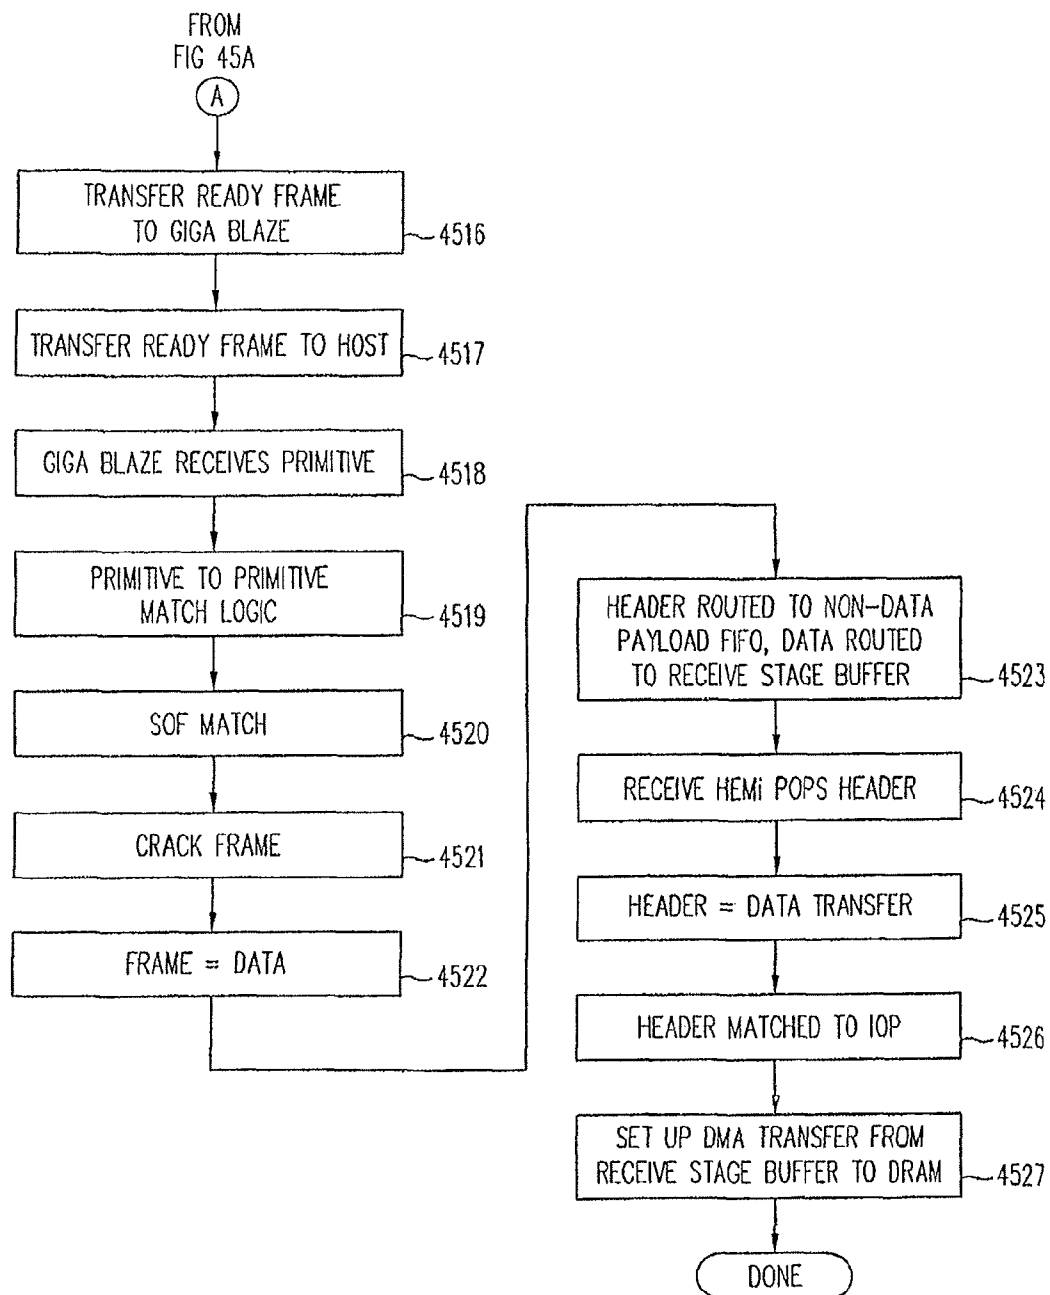 FROM
FIG 45A
A
TRANSFER READY FRAME
TO GIGA BLAZE
4516
TRANSFER READY FRAME TO HOST
4517
GIGA BLAZE RECEIVES PRIMITIVE
4518
PRIMITIVE TO PRIMITIVE
MATCH LOGIC
4519
SOF MATCH
4520
CRACK FRAME
4521
FRAME = DATA
4522
HEADER ROUTED TO NON-DATA
PAYLOAD FIFO, DATA ROUTED
TO RECEIVE STAGE BUFFER
4523
RECEIVE HEMi POPS HEADER
4524
HEADER = DATA TRANSFER
4525
HEADER MATCHED TO IOP
4526
SET UP DMA TRANSFER FROM
RECEIVE STAGE BUFFER TO DRAM
4527
DONE